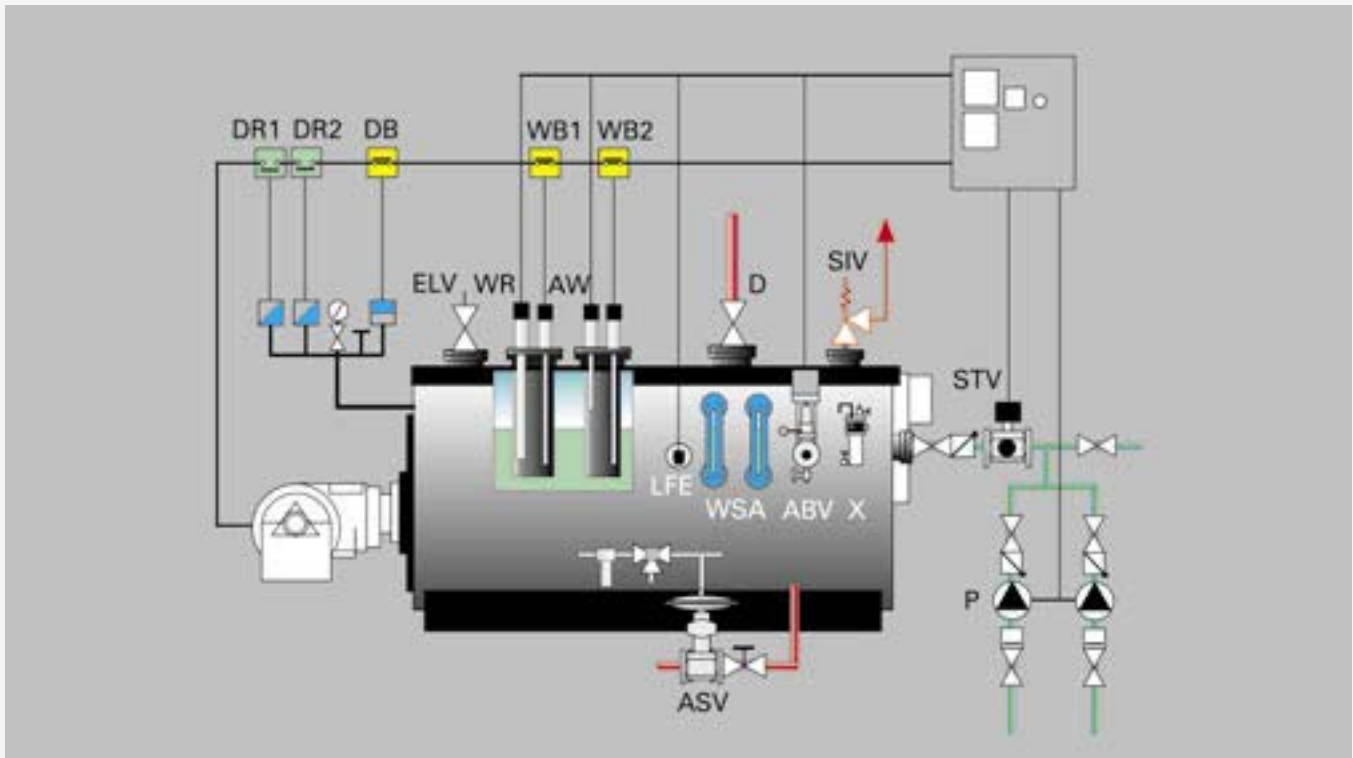 DR1 DR2 DB WB1 WB2
ELV WR AW D SIV
STV
LFE
WSA ABV X
P
ASV